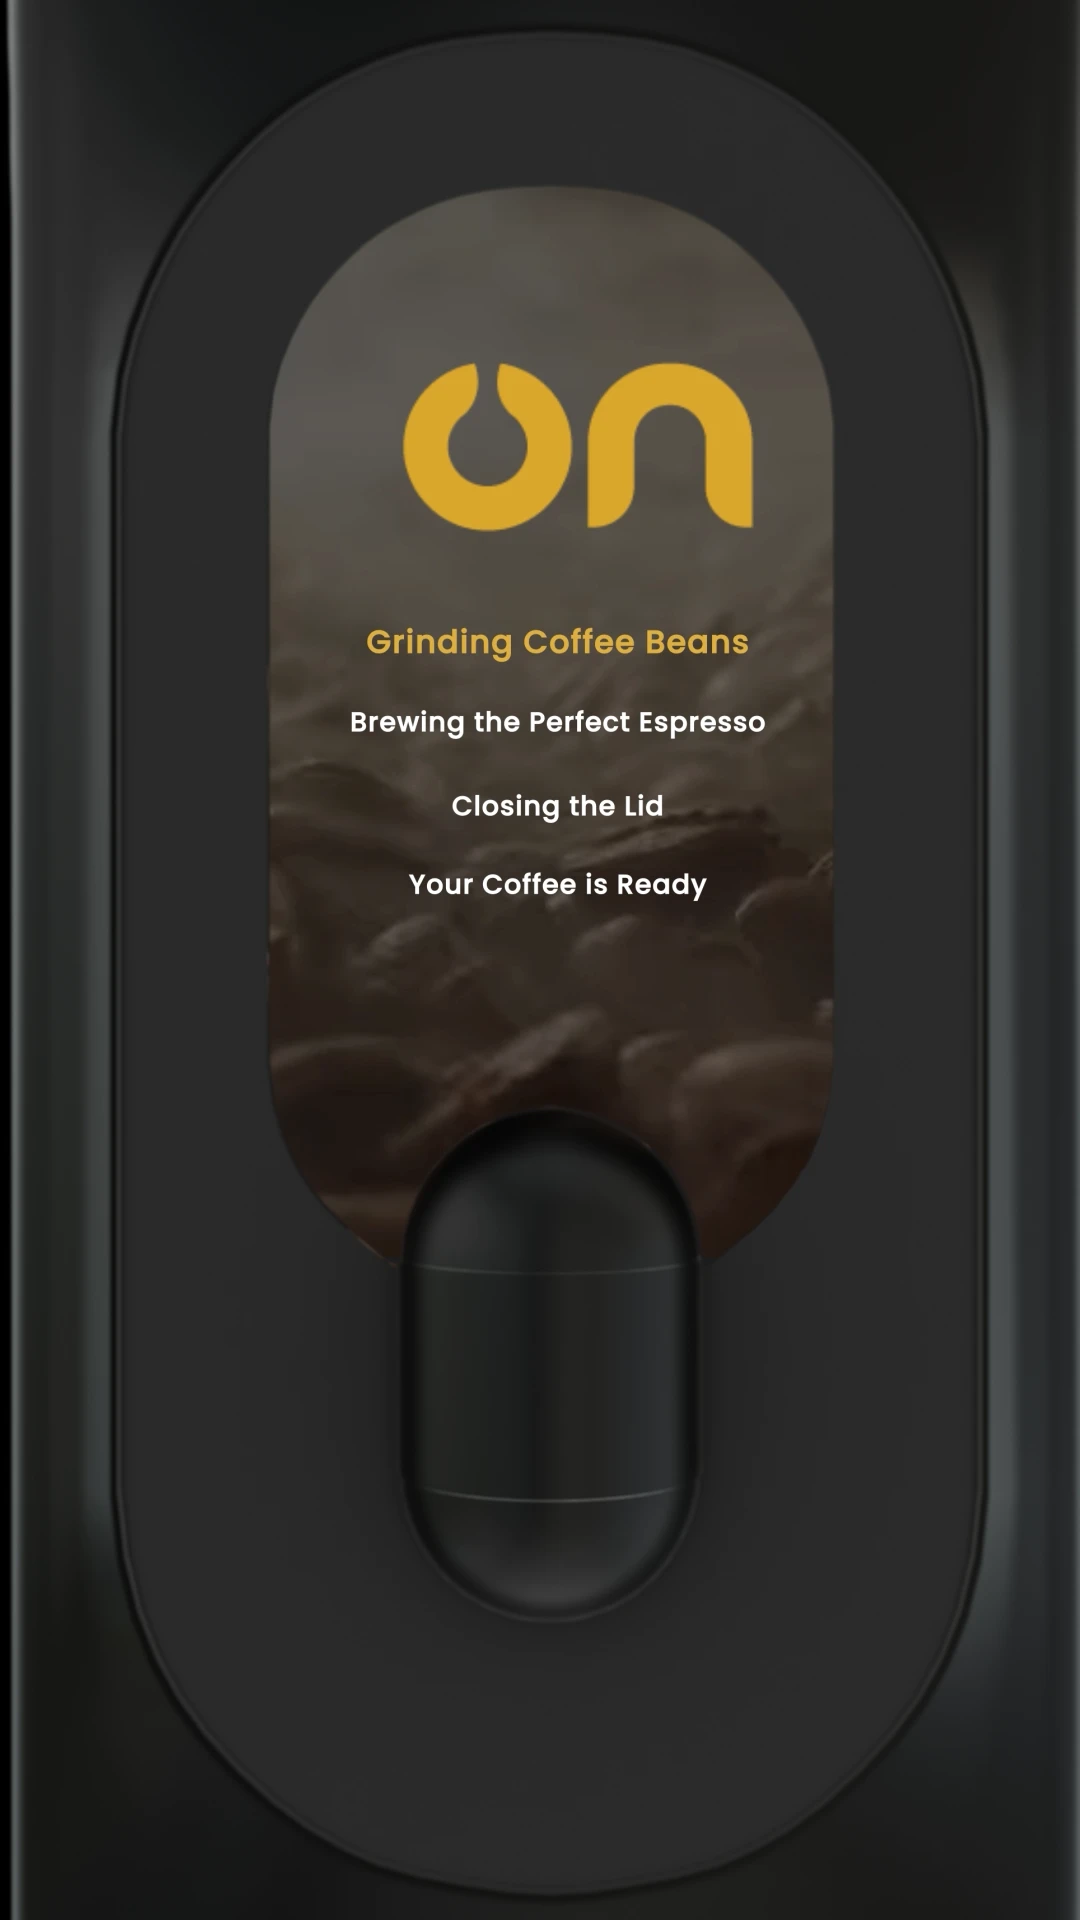 on
Grinding Coffee Beans
Brewing the Perfect Espresso
Closing the Lid
Your Coffee is Ready